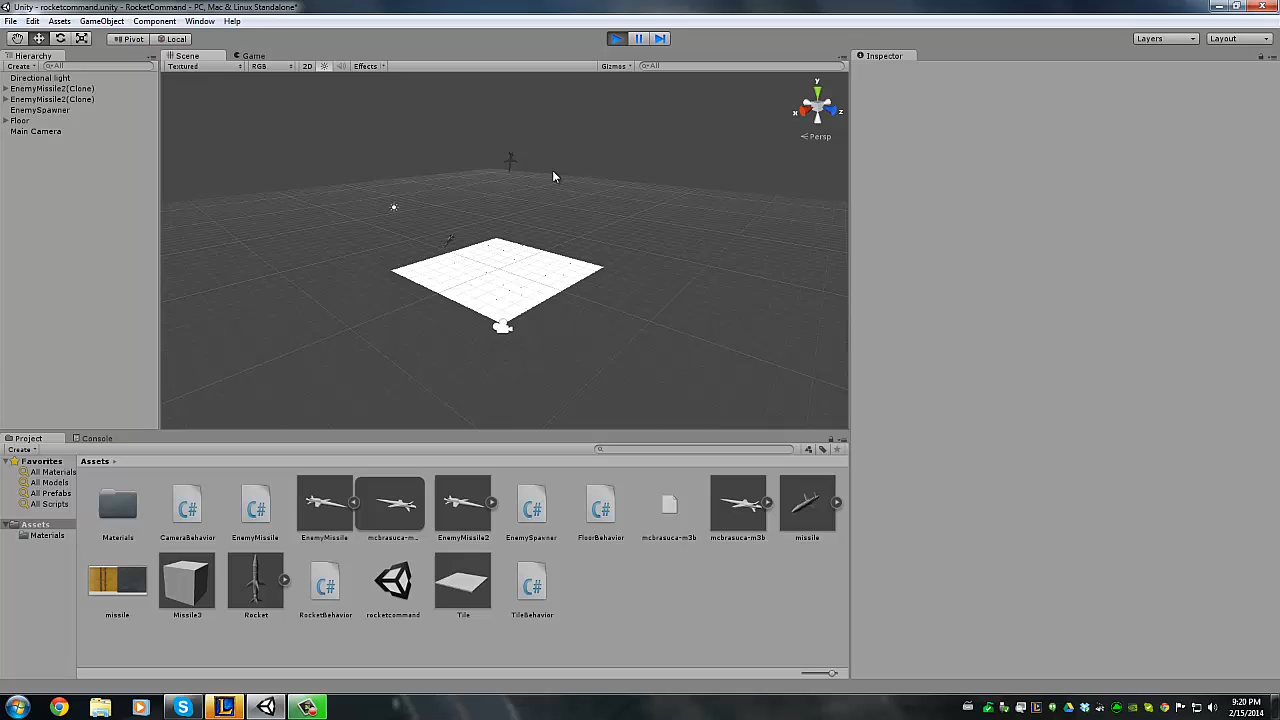 Unity - rocketcommand.unity - RocketCommand - PC, Mac & Linux Standalone*
File Edit Assets GameObject Component Window Help
Pivot Local Layers Layout
Hierarchy Scene Game Inspector
Create All Textured RGB 2D Effects Gizmos All
Directional light
EnemyMissile2(Clone)
EnemyMissile2(Clone)
EnemySpawner
Floor
Main Camera
y
x z
Persp
Project Console
Create
Favorites Assets
All Materials
All Models
All Prefabs
All Scripts
Assets
Materials
C# C# C# C#
Materials CameraBehavior EnemyMissile EnemyMissile mcbrasuca-m... EnemyMissile2 EnemySpawner FloorBehavior mcbrasuca-m3b mcbrasuca-m3b missile
C# C#
missile Missile3 Rocket RocketBehavior rocketcommand Tile TileBehavior
9:20 PM
2/15/2014